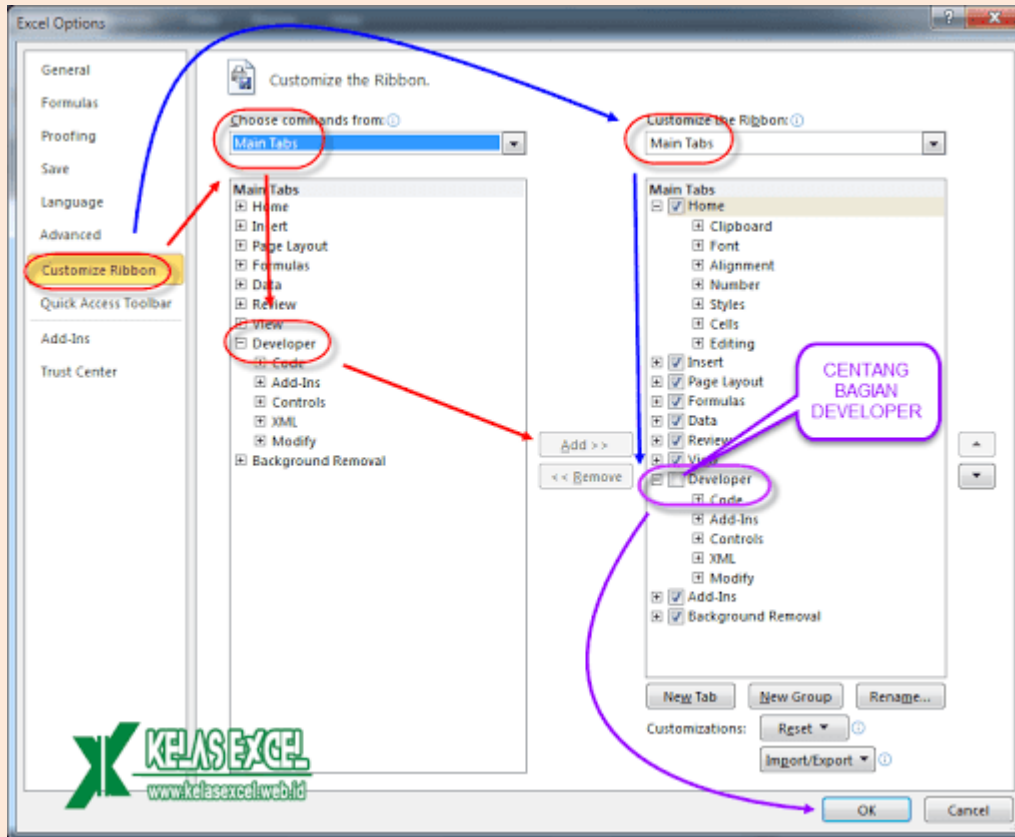 Excel Options
General
Formulas
Proofing
Save
Language
Advanced
Customize Ribbon
Quick Access Toolbar
Add-Ins
Trust Center
Customize the Ribbon.
Choose commands from:
Main Tabs
Main Tabs
Home
Insert
Page Layout
Formulas
Data
Review
View
Developer
Code
Add-Ins
Controls
XML
Modify
Background Removal
Add >>
<< Remove
Customize the Ribbon:
Main Tabs
Main Tabs
Home
Clipboard
Font
Alignment
Number
Styles
Cells
Editing
Insert
Page Layout
Formulas
Data
Review
View
Developer
Code
Add-Ins
Controls
XML
Modify
Add-Ins
Background Removal
CENTANG
BAGIAN
DEVELOPER
New Tab
New Group
Rename...
Customizations:
Reset
Import/Export
OK
Cancel
KELAS EXCEL
www.kelasexcel.web.id